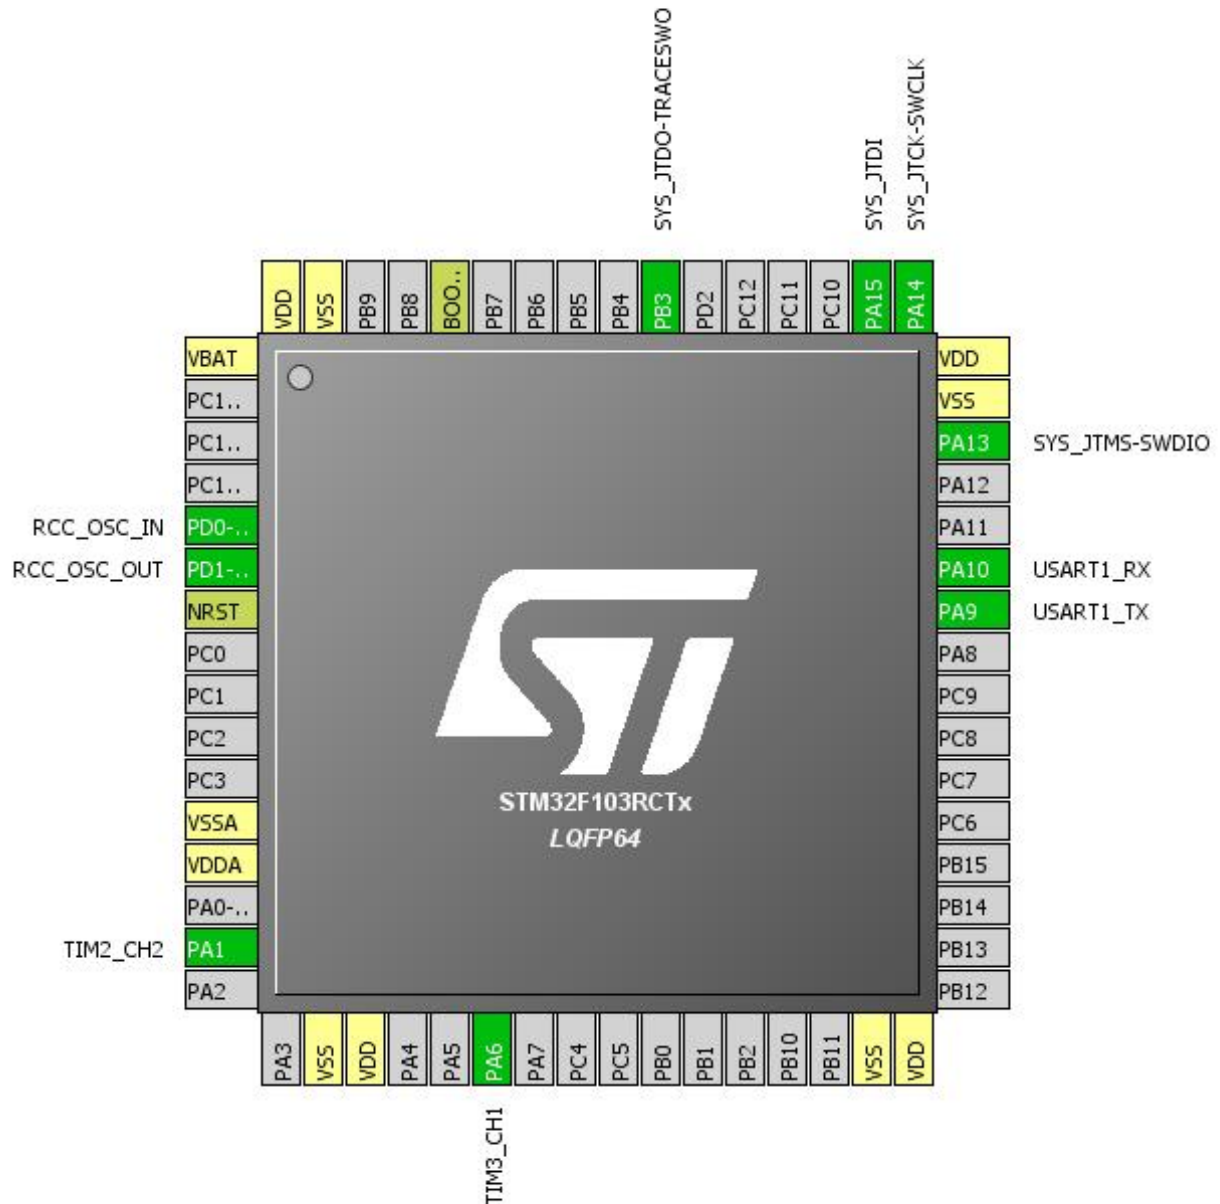 SYS_JTDO-TRACESWO
SYS_JTDI
SYS_JTCK-SWCLK
VDD
VSS
PB9
PB8
BOO..
PB7
PB6
PB5
PB4
PB3
PD2
PC12
PC11
PC10
PA15
PA14
VBAT
PC1..
PC1..
PC1..
RCC_OSC_IN PD0-..
RCC_OSC_OUT PD1-..
NRST
PC0
PC1
PC2
PC3
VSSA
VDDA
PA0-..
TIM2_CH2 PA1
PA2
VDD
VSS
PA13 SYS_JTMS-SWDIO
PA12
PA11
PA10 USART1_RX
PA9 USART1_TX
PA8
PC9
PC8
PC7
PC6
PB15
PB14
PB13
PB12
ST
STM32F103RCTx
LQFP64
PA3
VSS
VDD
PA4
PA5
PA6
PA7
PC4
PC5
PB0
PB1
PB2
PB10
PB11
VSS
VDD
TIM3_CH1